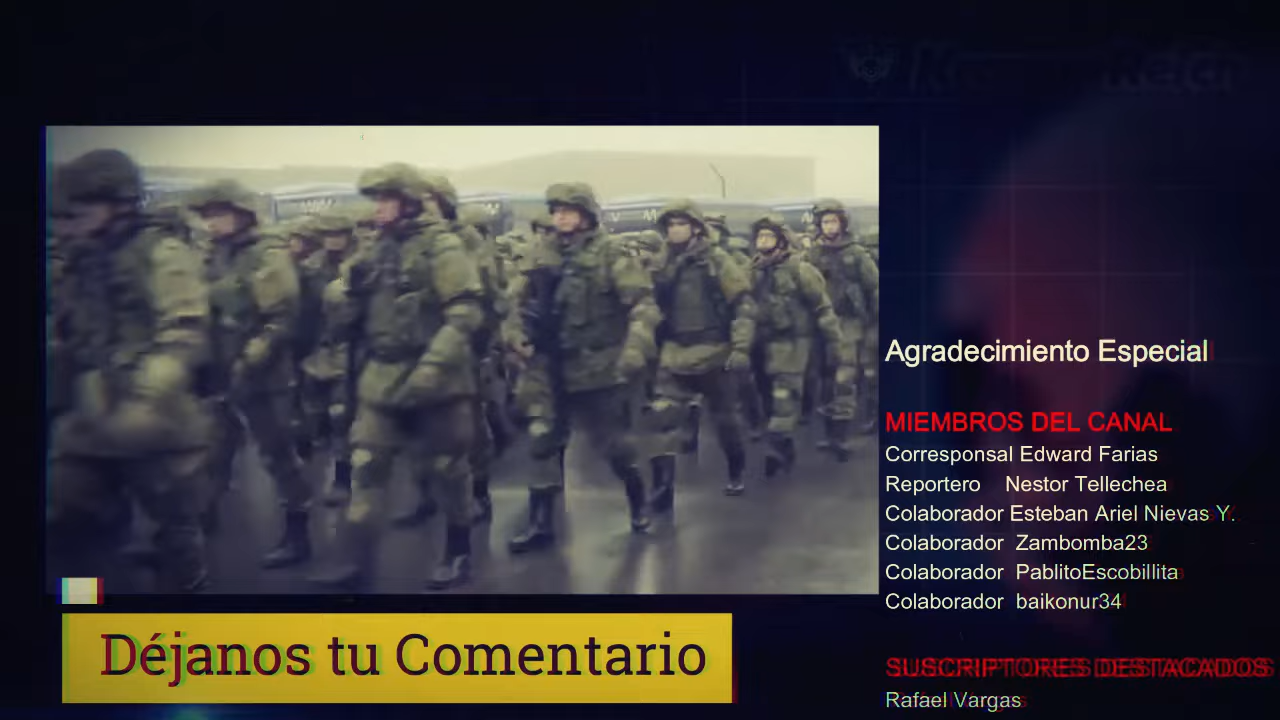 Agradecimiento Especial
MIEMBROS DEL CANAL
Corresponsal Edward Farias
Reportero Nestor Tellechea
Colaborador Esteban Ariel Nievas Y.
Colaborador Zambomba23
Colaborador PablitoEscobillita
Colaborador baikonur34
SUSCRIPTORES DESTACADOS
Rafael Vargas
Déjanos tu Comentario